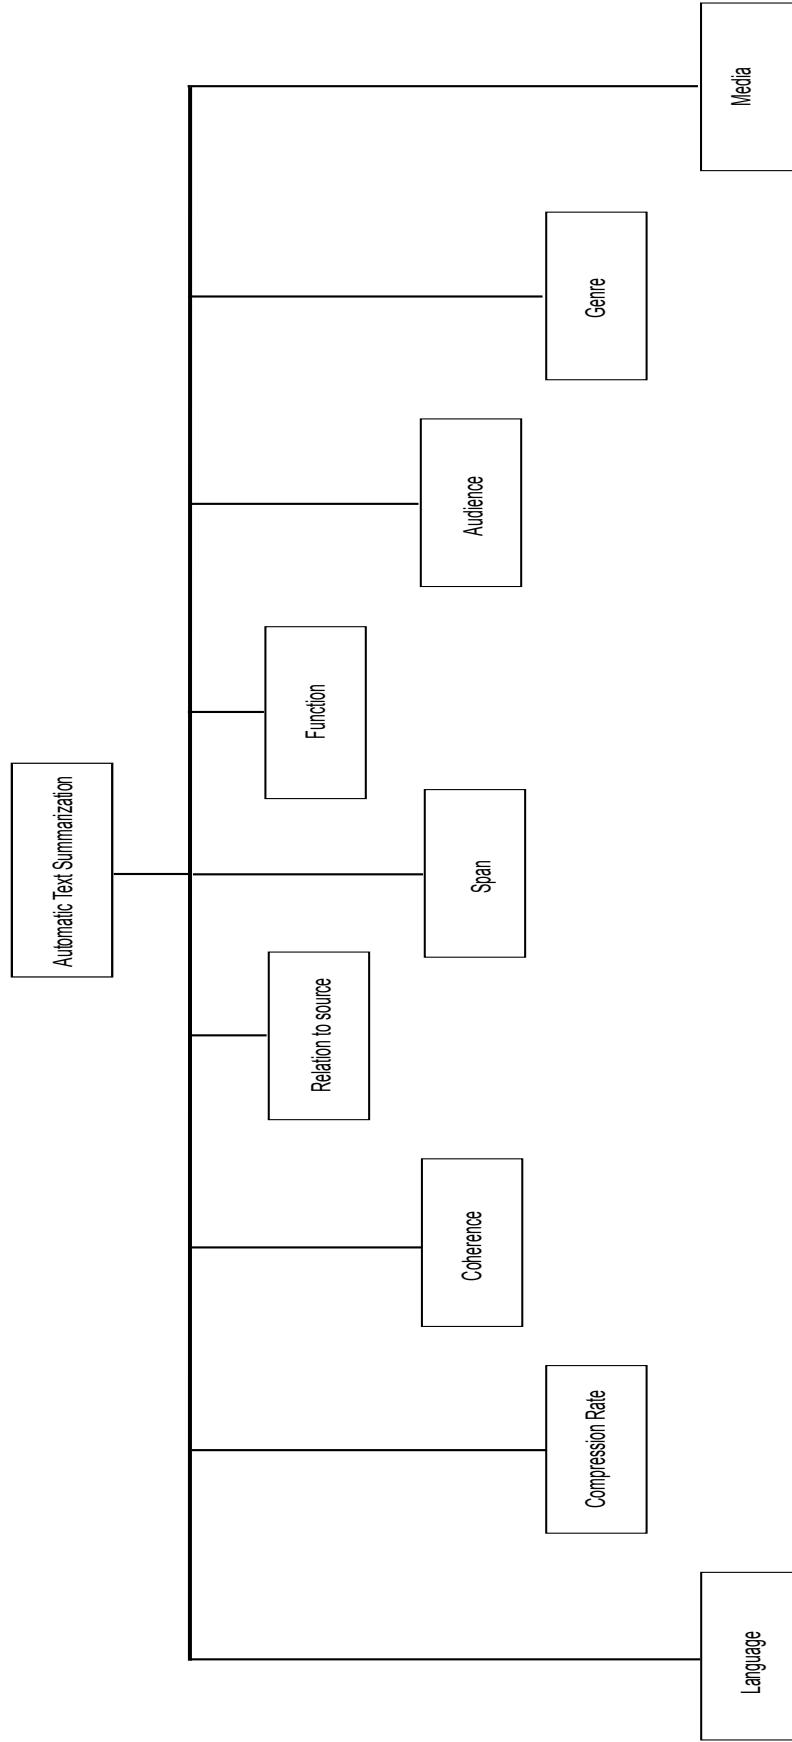 Automatic Text Summarization
Language
Compression Rate
Coherence
Relation to source
Span
Function
Audience
Genre
Media